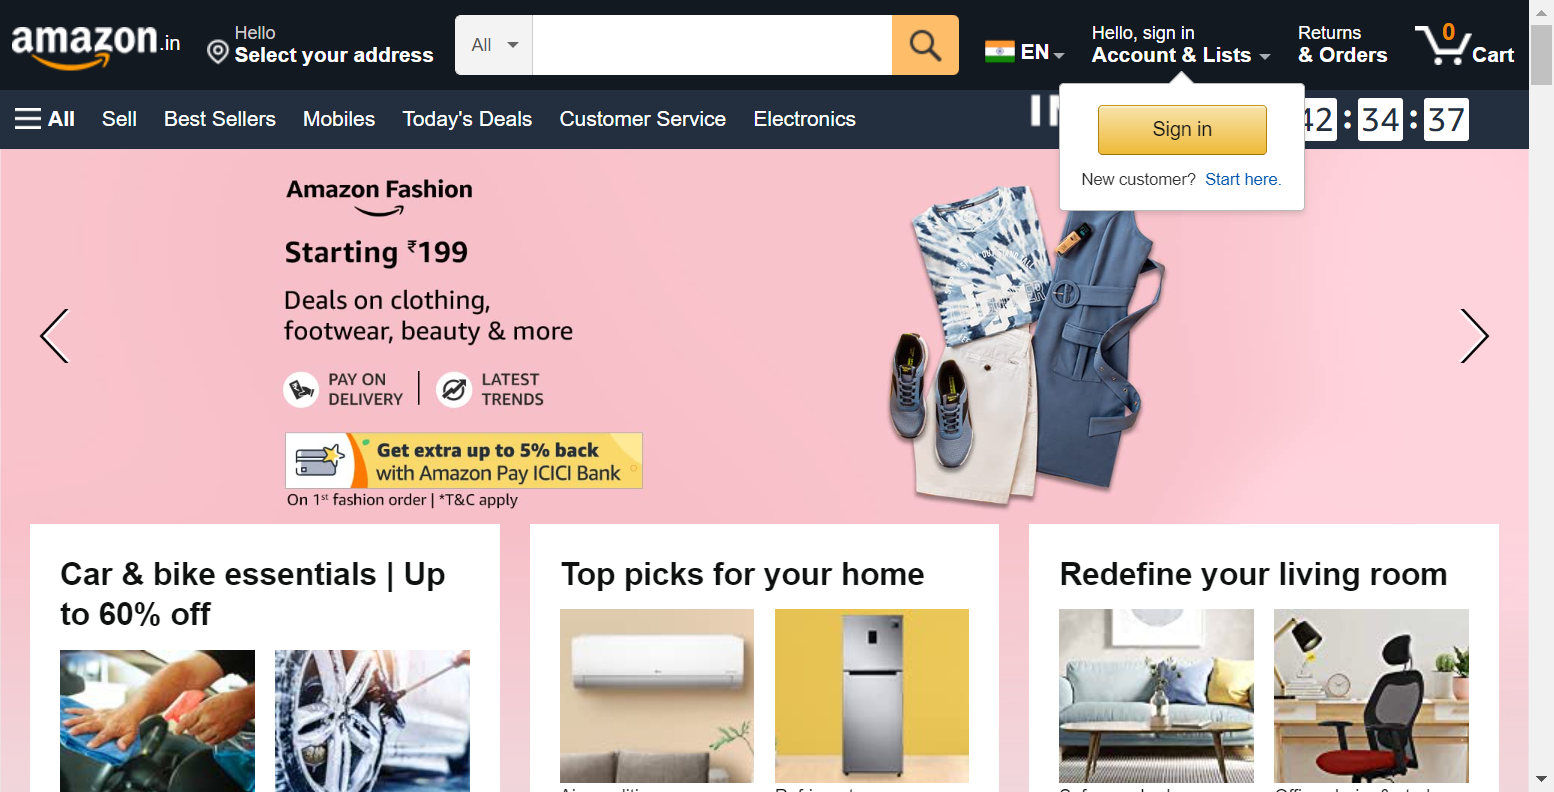 amazon.in
Hello
Select your address
All
EN
Hello, sign in
Account & Lists
Returns
& Orders
0
Cart
All
Sell
Best Sellers
Mobiles
Today's Deals
Customer Service
Electronics
42 : 34 : 37
Sign in
New customer? Start here.
Amazon Fashion
Starting ₹199
Deals on clothing,
footwear, beauty & more
PAY ON
DELIVERY
LATEST
TRENDS
Get extra up to 5% back
with Amazon Pay ICICI Bank
On 1st fashion order | *T&C apply
Car & bike essentials | Up
to 60% off
Top picks for your home
Redefine your living room